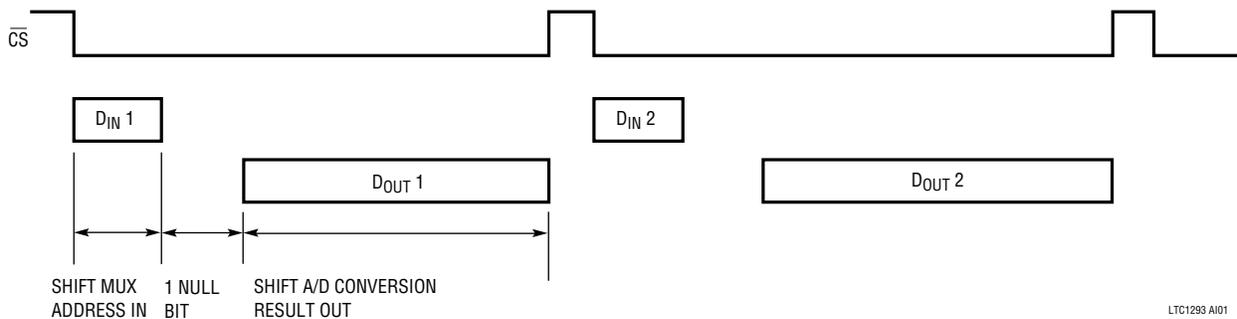 CS
DIN 1
DIN 2
DOUT 1
DOUT 2
SHIFT MUX
ADDRESS IN
1 NULL
BIT
SHIFT A/D CONVERSION
RESULT OUT
LTC1293 AI01